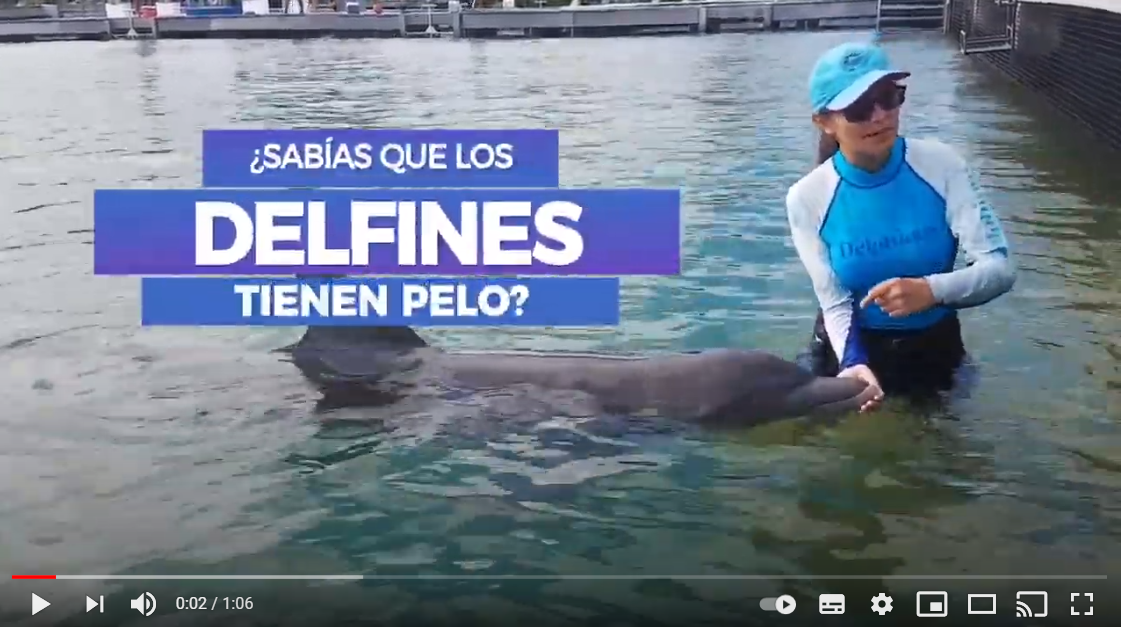 ¿SABÍAS QUE LOS
DELFINES
TIENEN PELO?
0:02 / 1:06